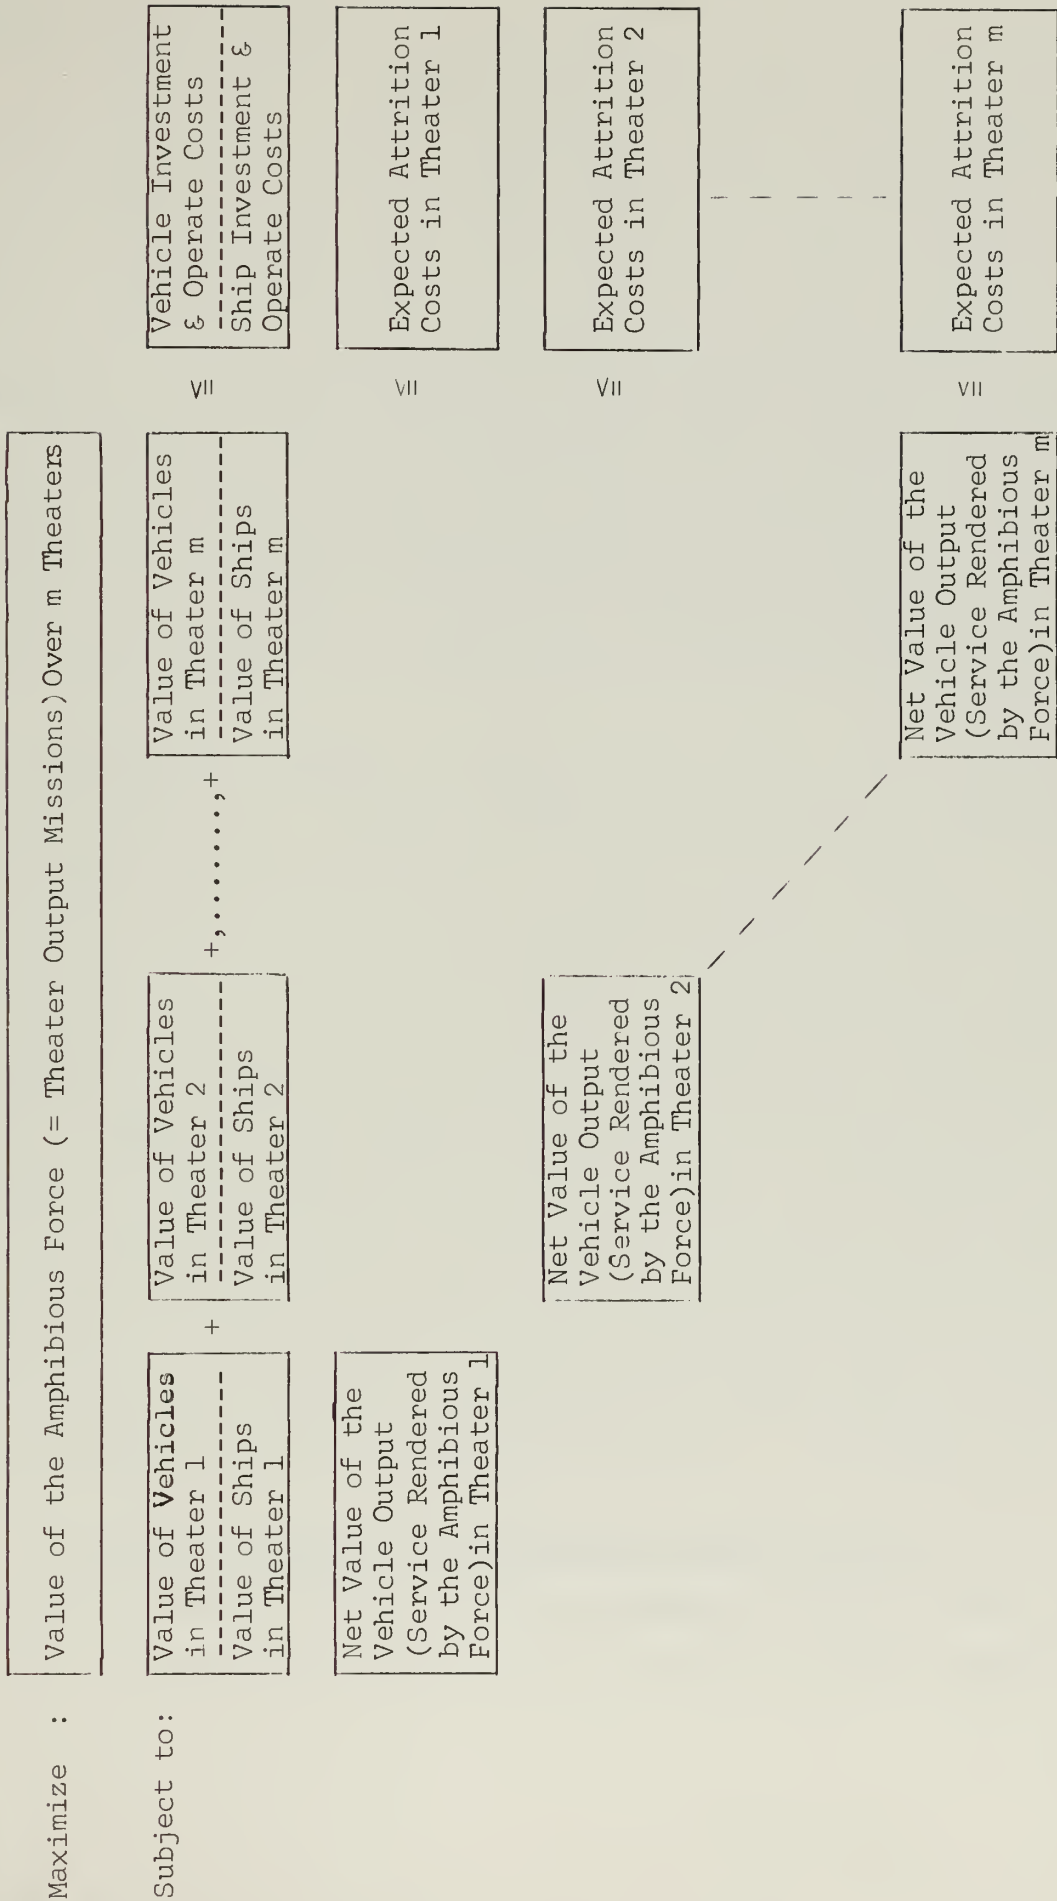 Maximize :
Value of the Amphibious Force (= Theater Output Missions) Over m Theaters
Subject to:
Value of Vehicles
in Theater 1
Value of Ships
in Theater 1
+
Value of Vehicles
in Theater 2
Value of Ships
in Theater 2
+,........,+
Value of Vehicles
in Theater m
Value of Ships
in Theater m
≤
Vehicle Investment
& Operate Costs
Ship Investment &
Operate Costs
Net Value of the
Vehicle Output
(Service Rendered
by the Amphibious
Force)in Theater 1
≤
Expected Attrition
Costs in Theater 1
Net Value of the
Vehicle Output
(Service Rendered
by the Amphibious
Force)in Theater 2
≤
Expected Attrition
Costs in Theater 2
Net Value of the
Vehicle Output
(Service Rendered
by the Amphibious
Force)in Theater m
≤
Expected Attrition
Costs in Theater m